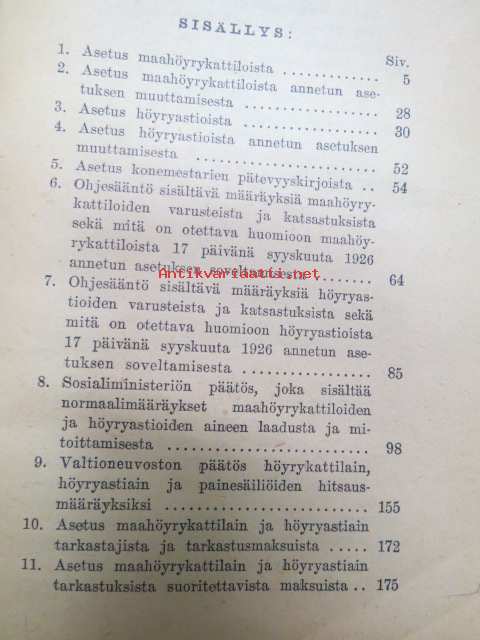 SISÄLLYS:
Siv.
1. Asetus maahöyrykattiloista ............. 5
2. Asetus maahöyrykattiloista annetun ase-
tuksen muuttamisesta .................. 28
3. Asetus höyryastioista .................. 30
4. Asetus höyryastioista annetun asetuksen
muuttamisesta ........................ 52
5. Asetus konemestarien pätevyyskirjoista .. 54
6. Ohjesääntö sisältävä määräyksiä maahöyry-
kattiloiden varusteista ja katsastuksista
sekä mitä on otettava huomioon maahöy-
rykattiloista 17 päivänä syyskuuta 1926
annetun asetuksen soveltamisesta ...... 64
Antikvariaatti.net
7. Ohjesääntö sisältävä määräyksiä höyryas-
tioiden varusteista ja katsastuksista sekä
mitä on otettava huomioon höyryastioista
17 päivänä syyskuuta 1926 annetun ase-
tuksen soveltamisesta ................. 85
8. Sosialiministeriön päätös, joka sisältää
normaalimääräykset maahöyrykattiloiden
ja höyryastioiden aineen laadusta ja mi-
toittamisesta .......................... 98
9. Valtioneuvoston päätös höyrykattilain,
höyryastiain ja painesäiliöiden hitsaus-
määräyksiksi .......................... 155
10. Asetus maahöyrykattilain ja höyryastiain
tarkastajista ja tarkastusmaksuista ..... 172
11. Asetus maahöyrykattilain ja höyryastiain
tarkastuksista suoritettavista maksuista .. 175